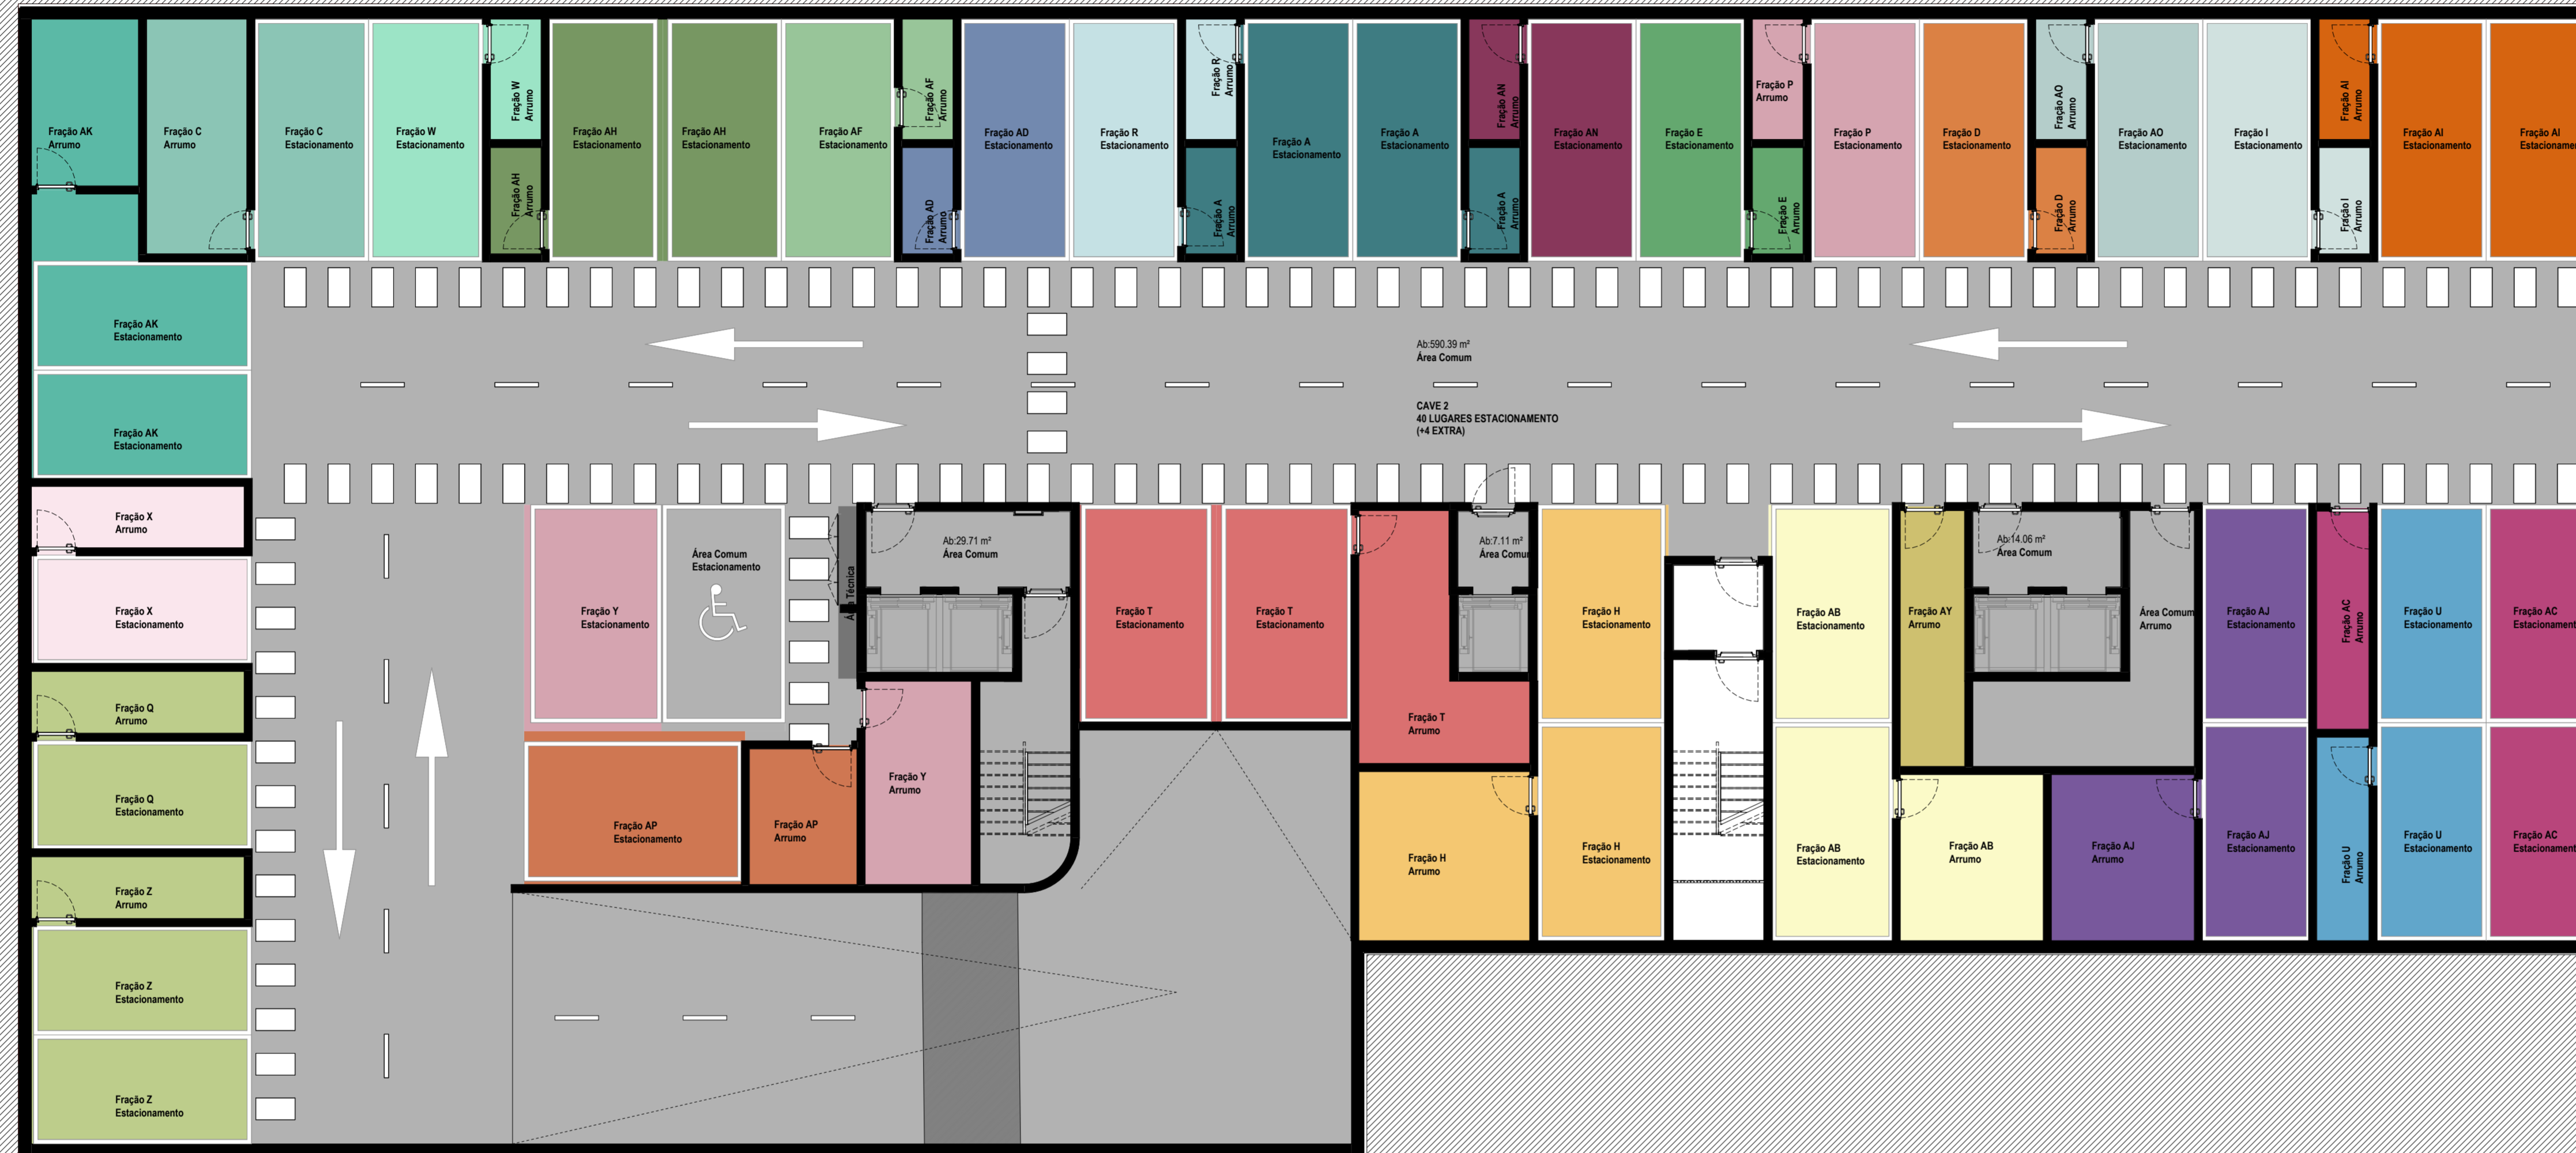 Fração AK
Arrumo
Fração C
Arrumo
Fração C
Estacionamento
Fração W
Estacionamento
Fração W
Arrumo
Fração AH
Arrumo
Fração AH
Estacionamento
Fração AH
Estacionamento
Fração AF
Estacionamento
Fração AF
Arrumo
Fração AD
Arrumo
Fração AD
Estacionamento
Fração R
Estacionamento
Fração R
Arrumo
Fração A
Arrumo
Fração A
Estacionamento
Fração A
Estacionamento
Fração AN
Arrumo
Fração A
Arrumo
Fração AN
Estacionamento
Fração E
Estacionamento
Fração P
Arrumo
Fração E
Arrumo
Fração P
Estacionamento
Fração D
Estacionamento
Fração AO
Arrumo
Fração D
Arrumo
Fração AO
Estacionamento
Fração I
Estacionamento
Fração AI
Arrumo
Fração I
Arrumo
Fração AI
Estacionamento
Fração AI
Estacioname
Fração AK
Estacionamento
Fração AK
Estacionamento
Ab:590.39 m²
Área Comum
CAVE 2
40 LUGARES ESTACIONAMENTO
(+4 EXTRA)
Fração X
Arrumo
Fração X
Estacionamento
Fração Q
Arrumo
Fração Q
Estacionamento
Fração Z
Arrumo
Fração Z
Estacionamento
Fração Z
Estacionamento
Fração Y
Estacionamento
Área Comum
Estacionamento
Área Técnica
Ab:29.71 m²
Área Comum
Fração Y
Arrumo
Fração AP
Estacionamento
Fração AP
Arrumo
Fração T
Estacionamento
Fração T
Estacionamento
Fração T
Arrumo
Ab:7.11 m²
Área Comum
Fração H
Estacionamento
Fração H
Estacionamento
Fração H
Arrumo
Fração AB
Estacionamento
Fração AB
Estacionamento
Fração AY
Arrumo
Ab:14.06 m²
Área Comum
Área Comum
Arrumo
Fração AB
Arrumo
Fração AJ
Arrumo
Fração AJ
Estacionamento
Fração AJ
Estacionamento
Fração AC
Arrumo
Fração U
Arrumo
Fração U
Estacionamento
Fração U
Estacionamento
Fração AC
Estacionament
Fração AC
Estacionament